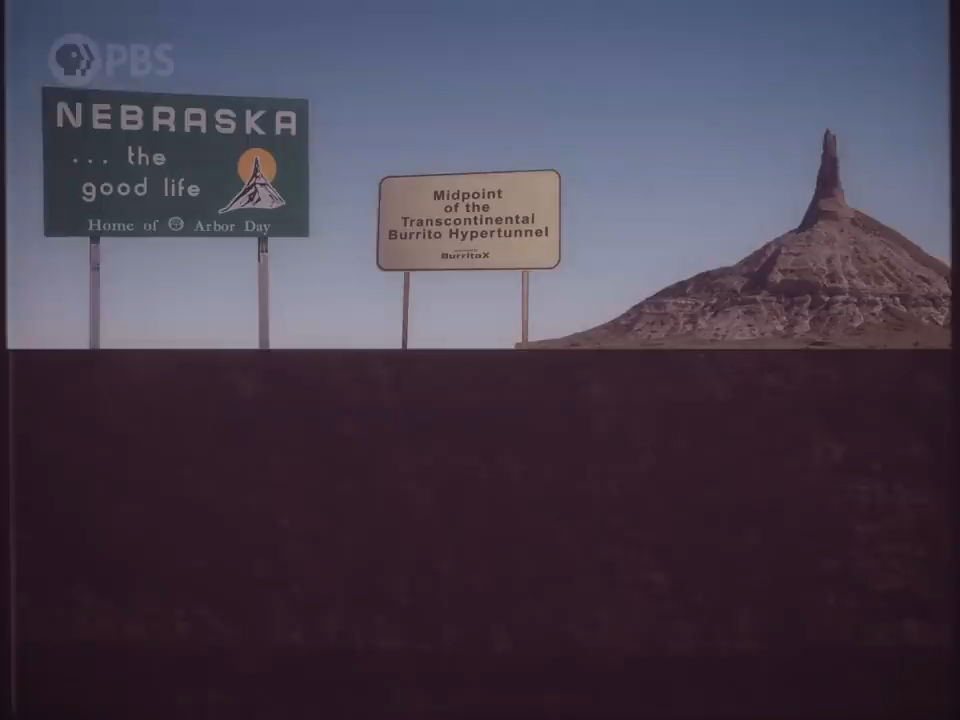 PBS
NEBRASKA
... the
good life
Home of Arbor Day
Midpoint
of the
Transcontinental
Burrito Hypertunnel
BurritoX